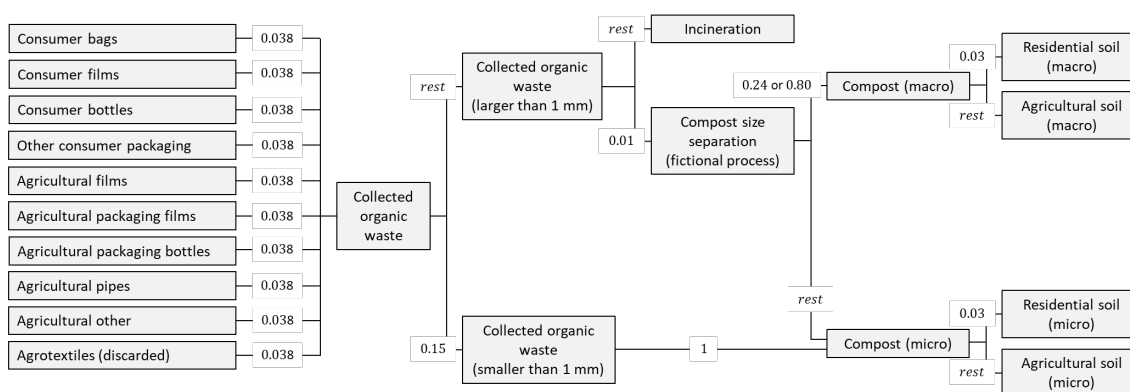 Consumer bags
0.038
Consumer films
0.038
Consumer bottles
0.038
Other consumer packaging
0.038
Agricultural films
0.038
Agricultural packaging films
0.038
Agricultural packaging bottles
0.038
Agricultural pipes
0.038
Agricultural other
0.038
Agrotextiles (discarded)
0.038
Collected
organic
waste
rest
0.15
Collected organic
waste
(larger than 1 mm)
Collected organic
waste
(smaller than 1 mm)
rest
0.01
Incineration
Compost size
separation
(fictional process)
1
0.24 or 0.80
rest
Compost (macro)
0.03
rest
Residential soil
(macro)
Agricultural soil
(macro)
Compost (micro)
0.03
rest
Residential soil
(micro)
Agricultural soil
(micro)